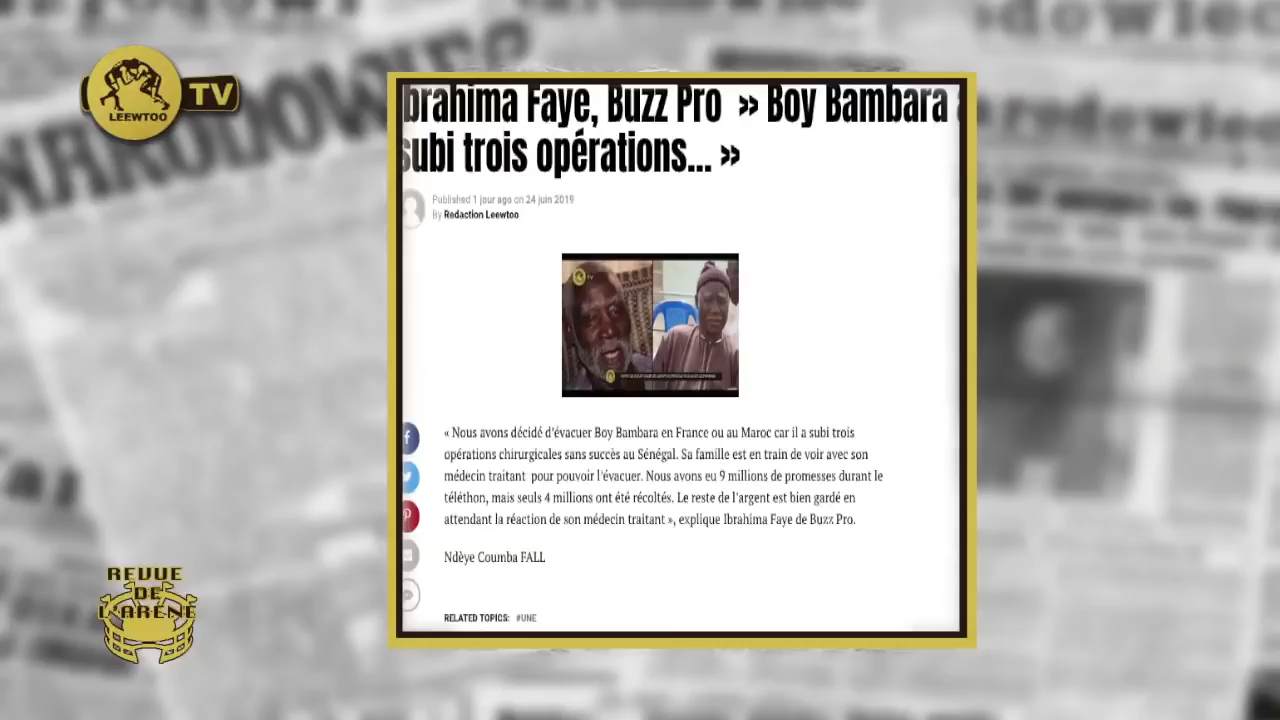 LEEWTOO
TV
NARODOWIEC
brahima Faye, Buzz Pro » Boy Bambara
subi trois opérations... »
Published 1 jour ago on 24 juin 2019
By Redaction Leewtoo
« Nous avons décidé d'évacuer Boy Bambara en France ou au Maroc car il a subi trois
opérations chirurgicales sans succès au Sénégal. Sa famille est en train de voir avec son
médecin traitant pour pouvoir l'évacuer. Nous avons eu 9 millions de promesses durant le
téléthon, mais seuls 4 millions ont été récoltés. Le reste de l'argent est bien gardé en
attendant la réaction de son médecin traitant », explique Ibrahima Faye de Buzz Pro.
Ndèye Coumba FALL
RELATED TOPICS: #UNE
REVUE
DE
L'ARENE